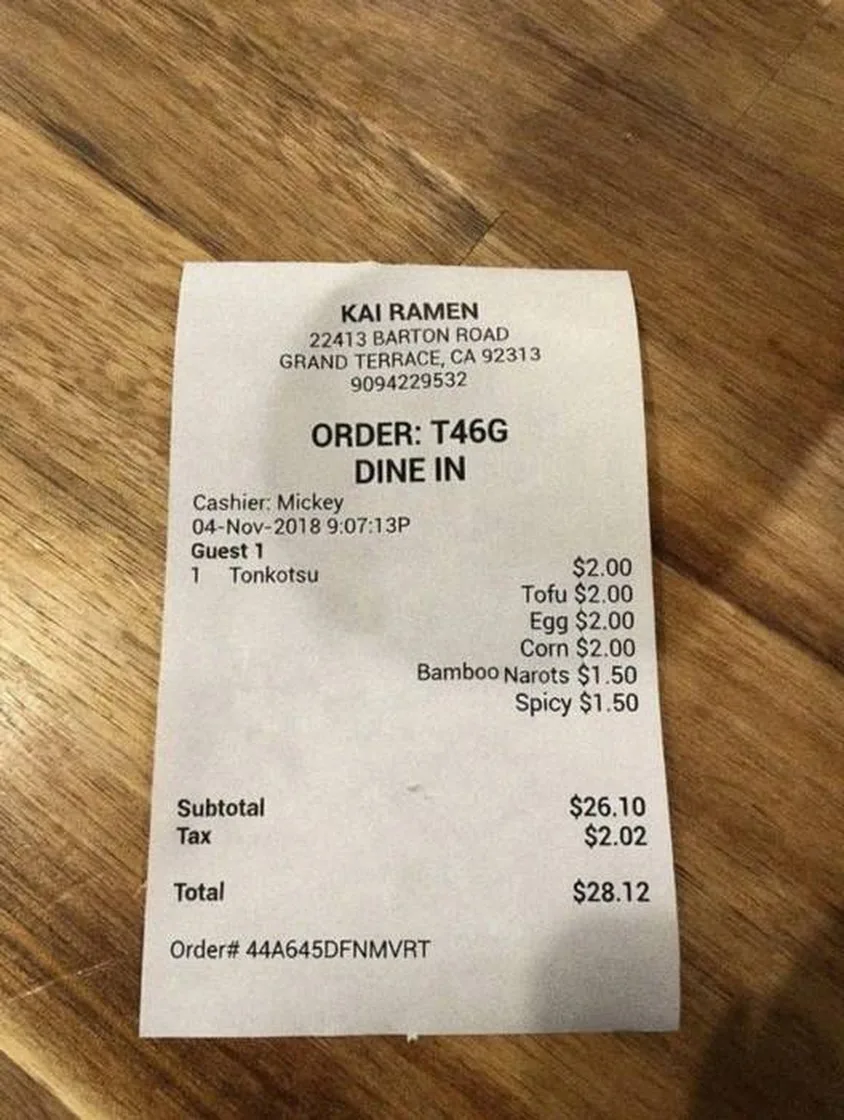 KAI RAMEN
22413 BARTON ROAD
GRAND TERRACE, CA 92313
9094229532
ORDER: T46G
DINE IN
Cashier: Mickey
04-Nov-2018 9:07:13P
Guest 1
1 Tonkotsu $2.00
Tofu $2.00
Egg $2.00
Corn $2.00
Bamboo Narots $1.50
Spicy $1.50
Subtotal $26.10
Tax $2.02
Total $28.12
Order# 44A645DFNMVRT